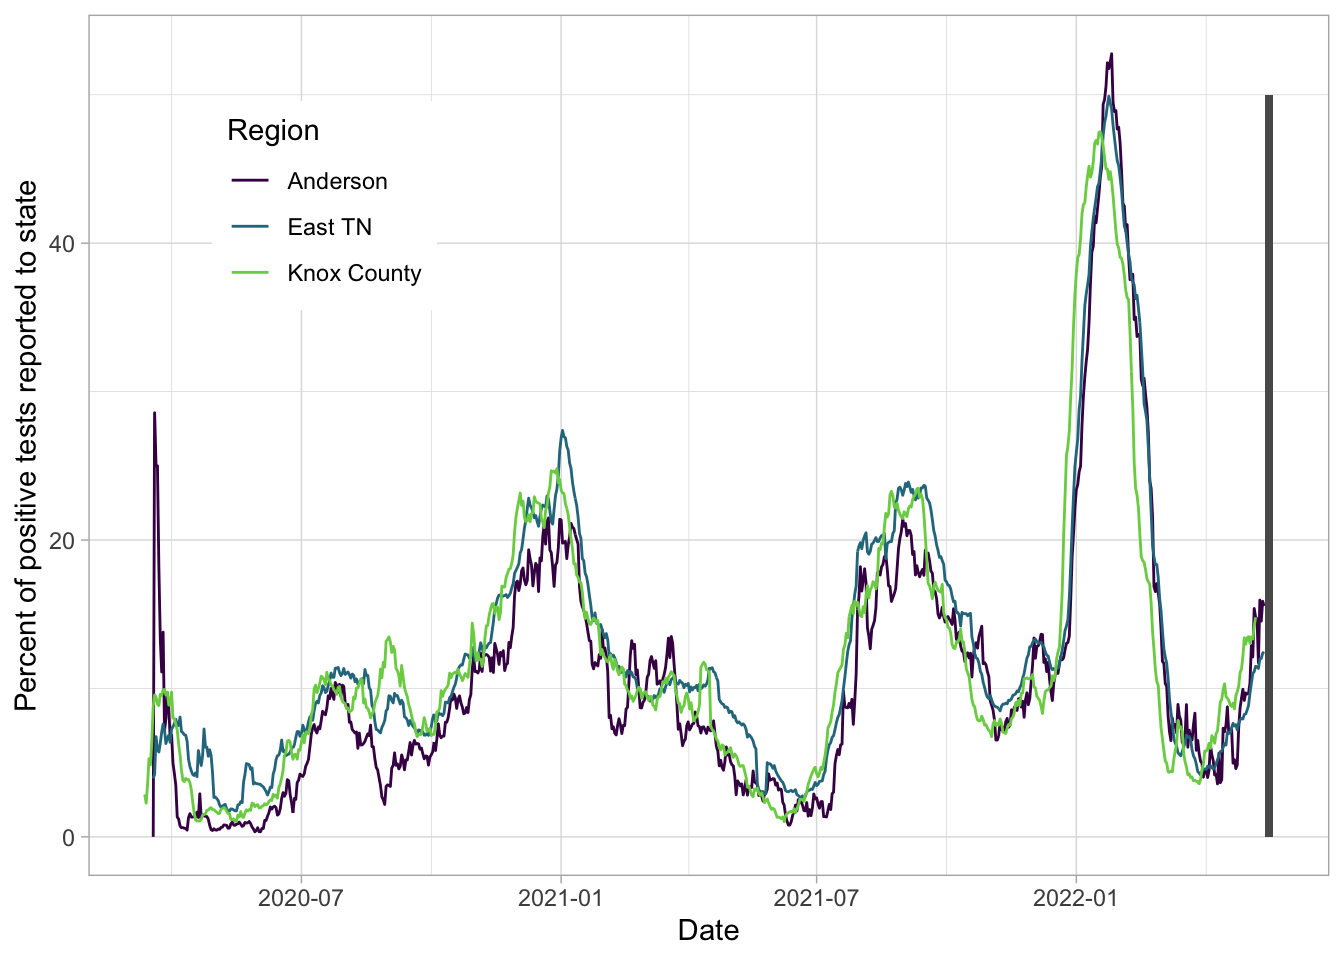 Region
Anderson
East TN
Knox County
Percent of positive tests reported to state
40
20
0
2020-07
2021-01
2021-07
2022-01
Date